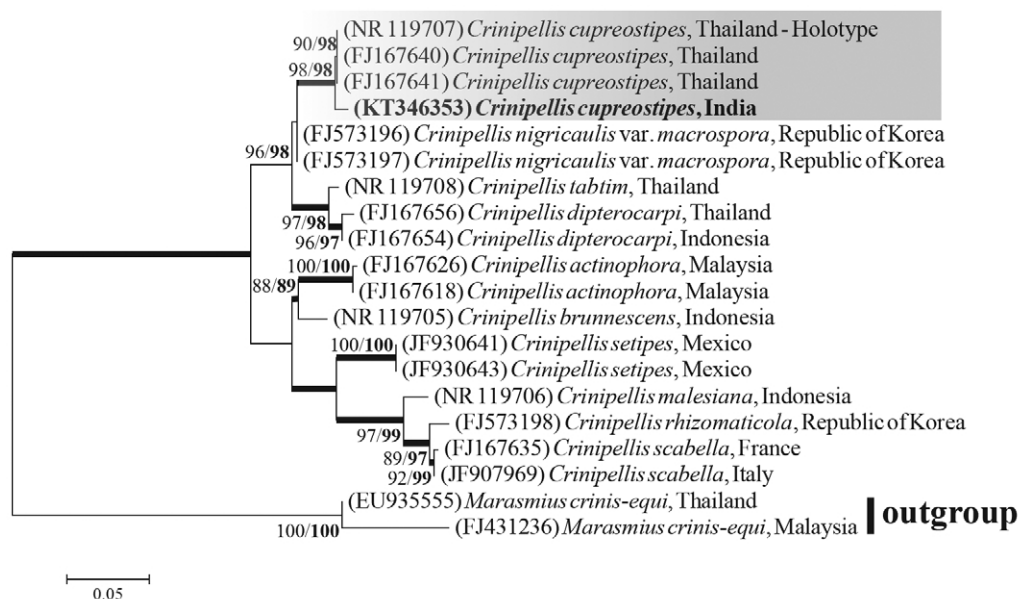 (NR 119707) Crinipellis cupreostipes, Thailand - Holotype
90/98
(FJ167640) Crinipellis cupreostipes, Thailand
98/98
(FJ167641) Crinipellis cupreostipes, Thailand
(KT346353) Crinipellis cupreostipes, India
(FJ573196) Crinipellis nigricaulis var. macrospora, Republic of Korea
96/98
(FJ573197) Crinipellis nigricaulis var. macrospora, Republic of Korea
(NR 119708) Crinipellis tabtim, Thailand
(FJ167656) Crinipellis dipterocarpi, Thailand
97/98
96/97
(FJ167654) Crinipellis dipterocarpi, Indonesia
100/100
(FJ167626) Crinipellis actinophora, Malaysia
88/89
(FJ167618) Crinipellis actinophora, Malaysia
(NR 119705) Crinipellis brunnescens, Indonesia
100/100
(JF930641) Crinipellis setipes, Mexico
(JF930643) Crinipellis setipes, Mexico
(NR 119706) Crinipellis malesiana, Indonesia
(FJ573198) Crinipellis rhizomaticola, Republic of Korea
97/99
(FJ167635) Crinipellis scabella, France
89/97
92/99
(JF907969) Crinipellis scabella, Italy
(EU935555) Marasmius crinis-equi, Thailand
outgroup
100/100
(FJ431236) Marasmius crinis-equi, Malaysia
0.05